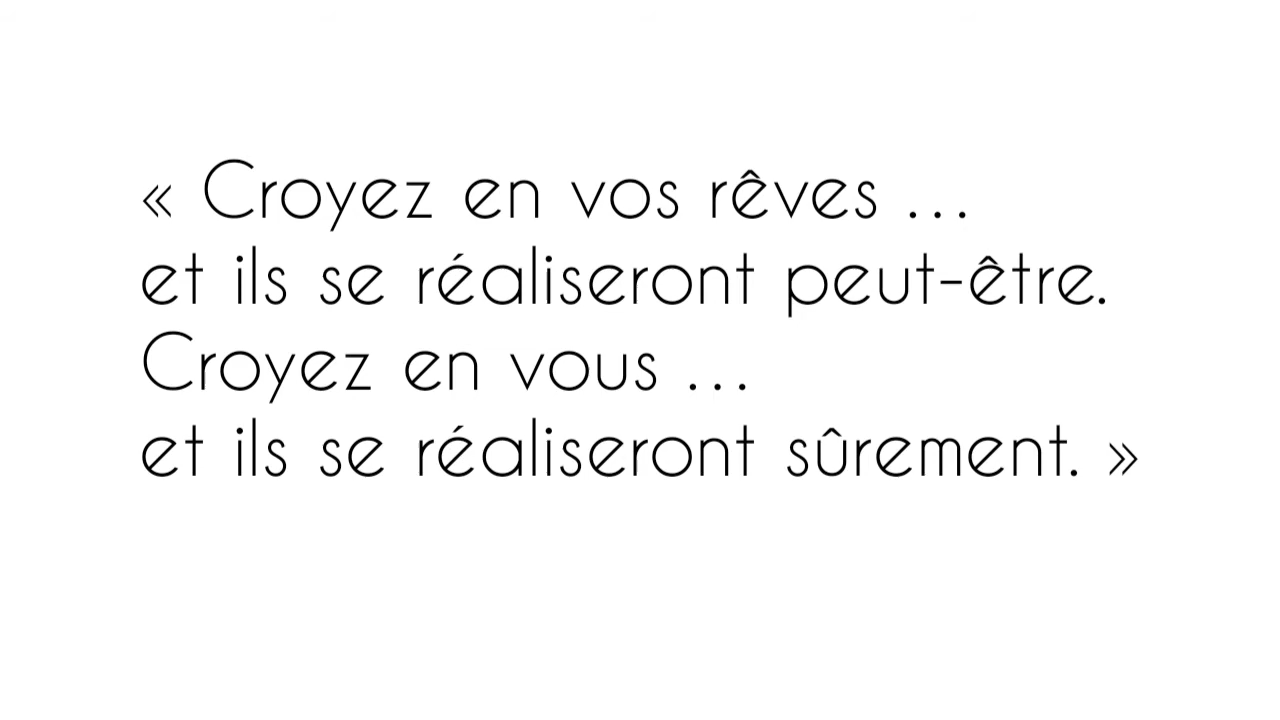 « Croyez en vos rêves ...
et ils se réaliseront peut-être.
Croyez en vous ...
et ils se réaliseront sûrement. »